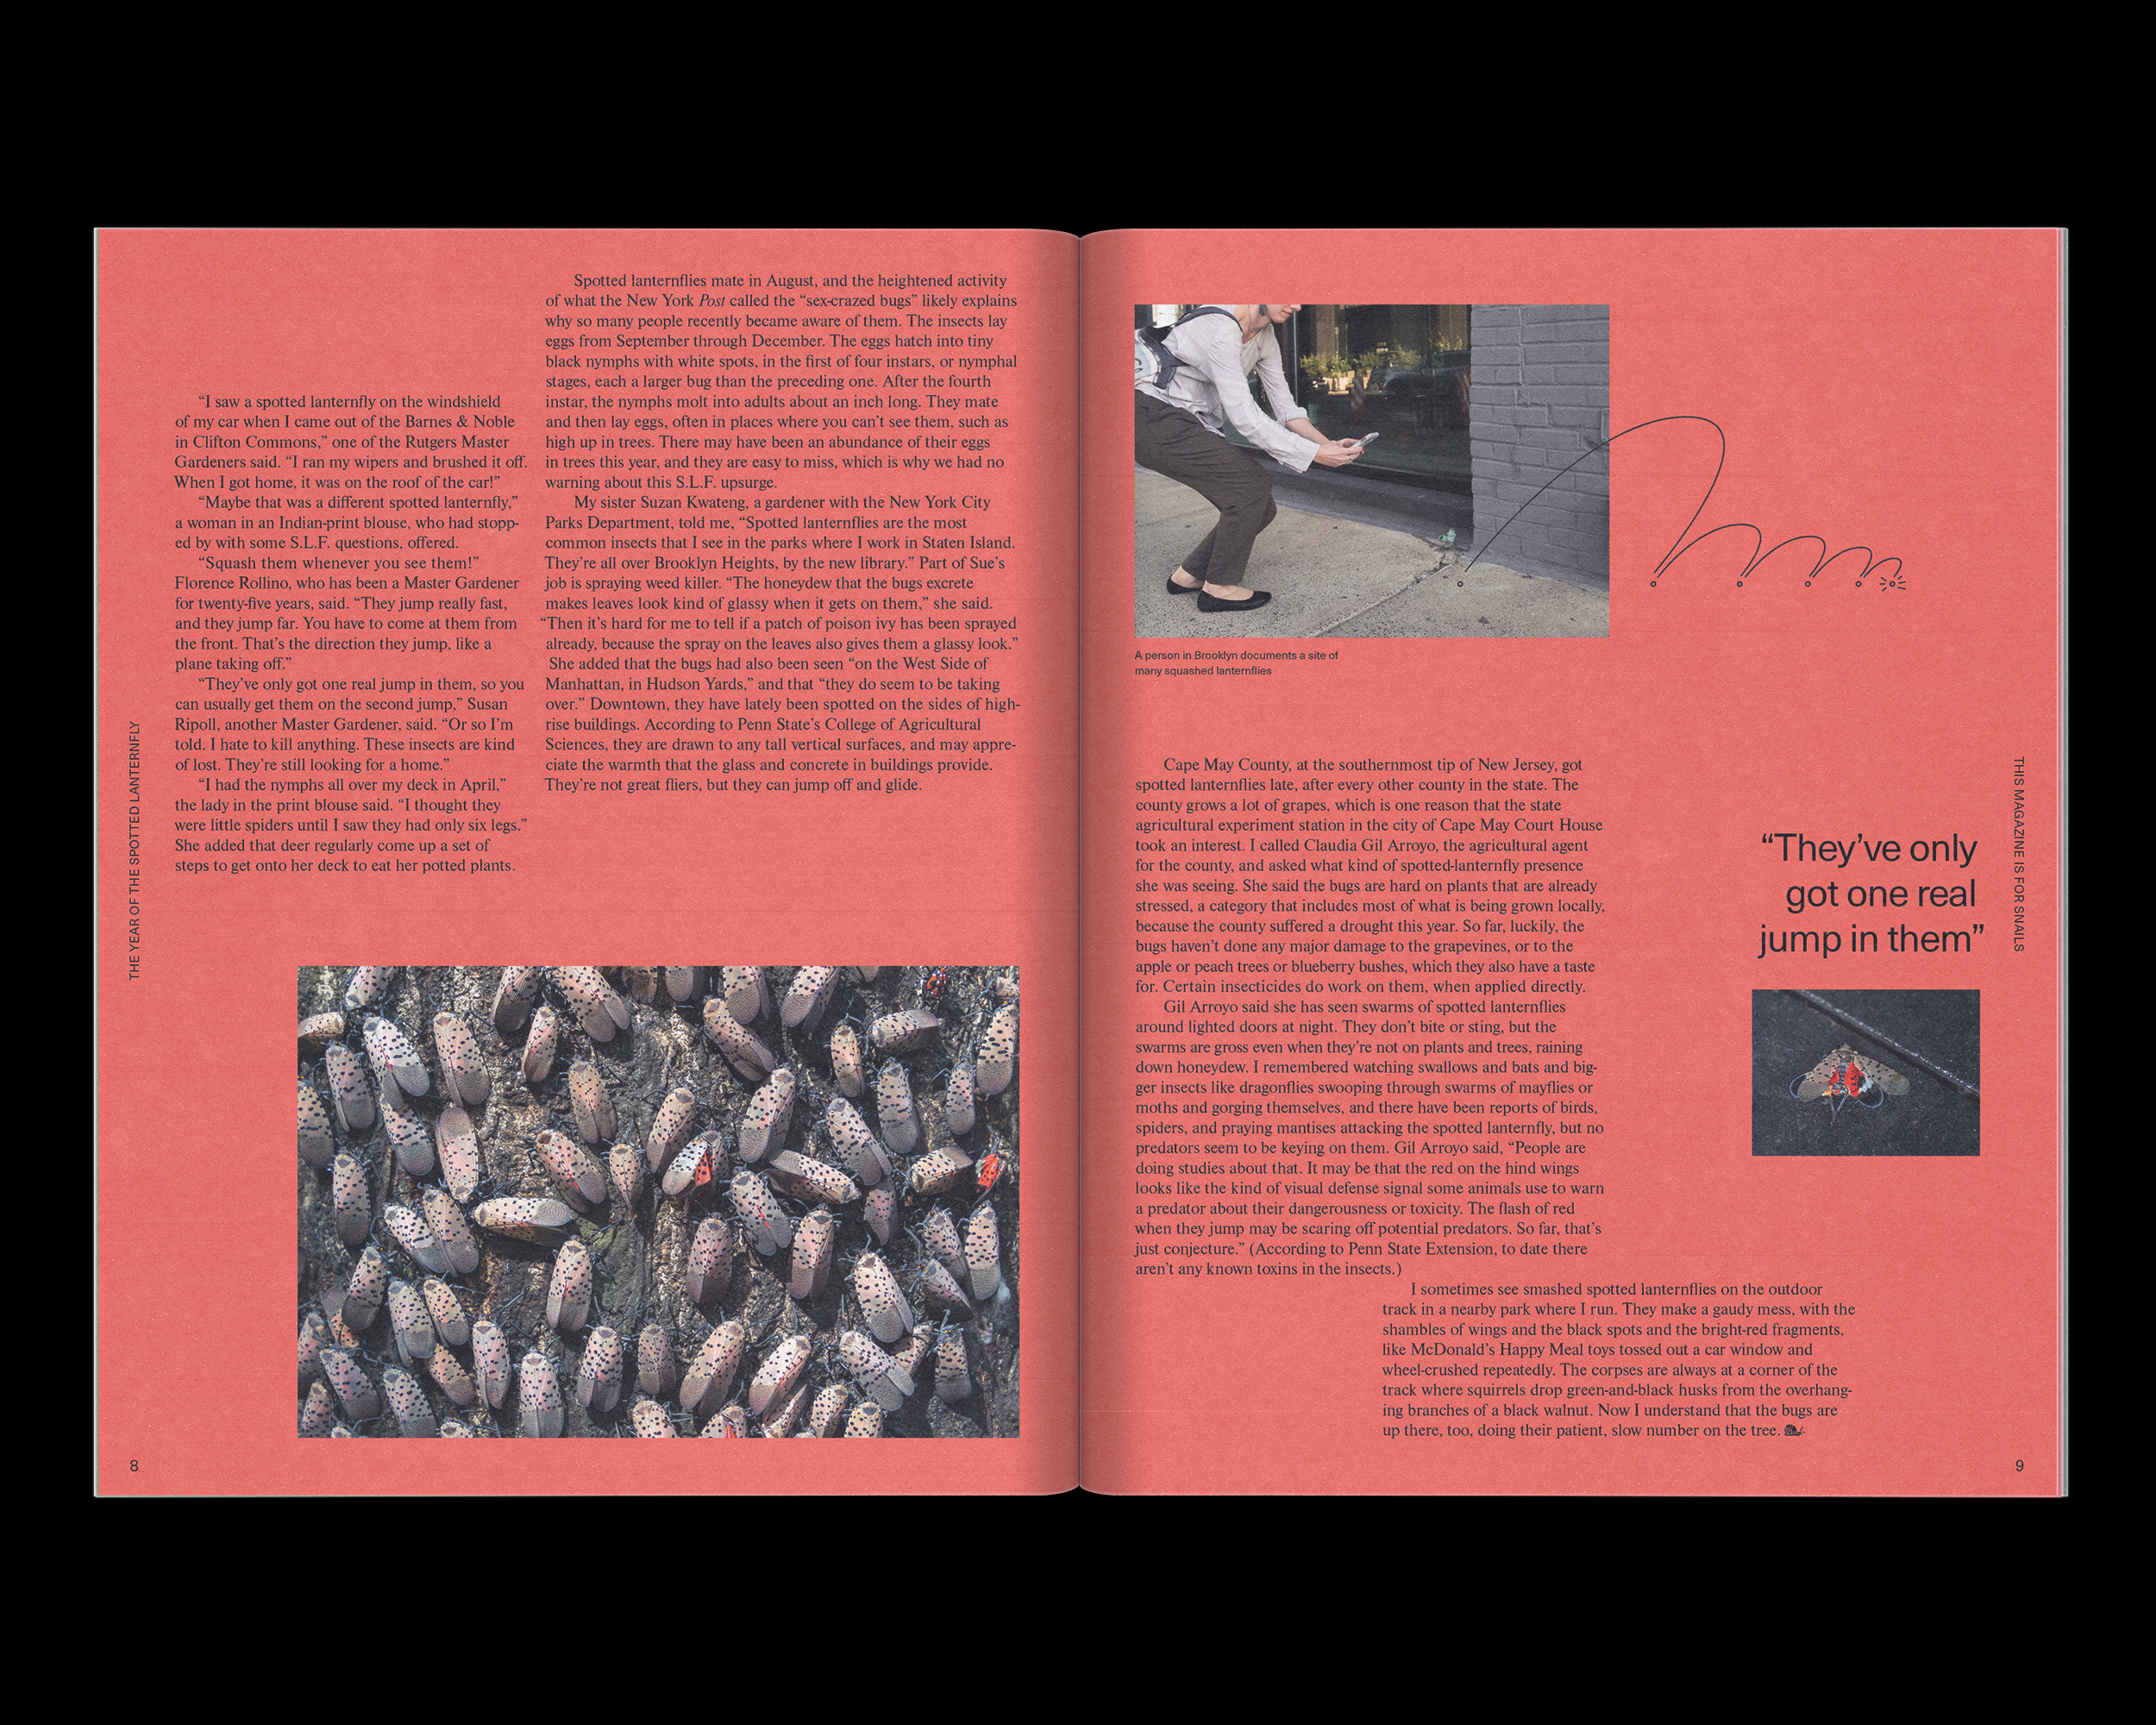 “I saw a spotted lanternfly on the windshield
of my car when I came out of the Barnes & Noble
in Clifton Commons,” one of the Rutgers Master
Gardeners said. “I ran my wipers and brushed it off.
When I got home, it was on the roof of the car!”
“Maybe that was a different spotted lanternfly,”
a woman in an Indian-print blouse, who had stopp-
ed by with some S.L.F. questions, offered.
“Squash them whenever you see them!”
Florence Rollino, who has been a Master Gardener
for twenty-five years, said. “They jump really fast,
and they jump far. You have to come at them from
the front. That’s the direction they jump, like a
plane taking off.”
“They’ve only got one real jump in them, so you
can usually get them on the second jump,” Susan
Ripoll, another Master Gardener, said. “Or so I’m
told. I hate to kill anything. These insects are kind
of lost. They’re still looking for a home.”
“I had the nymphs all over my deck in April,”
the lady in the print blouse said. “I thought they
were little spiders until I saw they had only six legs.”
She added that deer regularly come up a set of
steps to get onto her deck to eat her potted plants.
Spotted lanternflies mate in August, and the heightened activity
of what the New York Post called the “sex-crazed bugs” likely explains
why so many people recently became aware of them. The insects lay
eggs from September through December. The eggs hatch into tiny
black nymphs with white spots, in the first of four instars, or nymphal
stages, each a larger bug than the preceding one. After the fourth
instar, the nymphs molt into adults about an inch long. They mate
and then lay eggs, often in places where you can’t see them, such as
high up in trees. There may have been an abundance of their eggs
in trees this year, and they are easy to miss, which is why we had no
warning about this S.L.F. upsurge.
My sister Suzan Kwateng, a gardener with the New York City
Parks Department, told me, “Spotted lanternflies are the most
common insects that I see in the parks where I work in Staten Island.
They’re all over Brooklyn Heights, by the new library.” Part of Sue’s
job is spraying weed killer. “The honeydew that the bugs excrete
makes leaves look kind of glassy when it gets on them,” she said.
“Then it’s hard for me to tell if a patch of poison ivy has been sprayed
already, because the spray on the leaves also gives them a glassy look.”
She added that the bugs had also been seen “on the West Side of
Manhattan, in Hudson Yards,” and that “they do seem to be taking
over.” Downtown, they have lately been spotted on the sides of high-
rise buildings. According to Penn State’s College of Agricultural
Sciences, they are drawn to any tall vertical surfaces, and may appre-
ciate the warmth that the glass and concrete in buildings provide.
They’re not great fliers, but they can jump off and glide.
THE YEAR OF THE SPOTTED LANTERNFLY
8
A person in Brooklyn documents a site of
many squashed lanternflies
Cape May County, at the southernmost tip of New Jersey, got
spotted lanternflies late, after every other county in the state. The
county grows a lot of grapes, which is one reason that the state
agricultural experiment station in the city of Cape May Court House
took an interest. I called Claudia Gil Arroyo, the agricultural agent
for the county, and asked what kind of spotted-lanternfly presence
she was seeing. She said the bugs are hard on plants that are already
stressed, a category that includes most of what is being grown locally,
because the county suffered a drought this year. So far, luckily, the
bugs haven’t done any major damage to the grapevines, or to the
apple or peach trees or blueberry bushes, which they also have a taste
for. Certain insecticides do work on them, when applied directly.
Gil Arroyo said she has seen swarms of spotted lanternflies
around lighted doors at night. They don’t bite or sting, but the
swarms are gross even when they’re not on plants and trees, raining
down honeydew. I remembered watching swallows and bats and big-
ger insects like dragonflies swooping through swarms of mayflies or
moths and gorging themselves, and there have been reports of birds,
spiders, and praying mantises attacking the spotted lanternfly, but no
predators seem to be keying on them. Gil Arroyo said, “People are
doing studies about that. It may be that the red on the hind wings
looks like the kind of visual defense signal some animals use to warn
a predator about their dangerousness or toxicity. The flash of red
when they jump may be scaring off potential predators. So far, that’s
just conjecture.” (According to Penn State Extension, to date there
aren’t any known toxins in the insects.)
I sometimes see smashed spotted lanternflies on the outdoor
track in a nearby park where I run. They make a gaudy mess, with the
shambles of wings and the black spots and the bright-red fragments,
like McDonald’s Happy Meal toys tossed out a car window and
wheel-crushed repeatedly. The corpses are always at a corner of the
track where squirrels drop green-and-black husks from the overhang-
ing branches of a black walnut. Now I understand that the bugs are
up there, too, doing their patient, slow number on the tree.
“They’ve only
got one real
jump in them”
THIS MAGAZINE IS FOR SNAILS
9